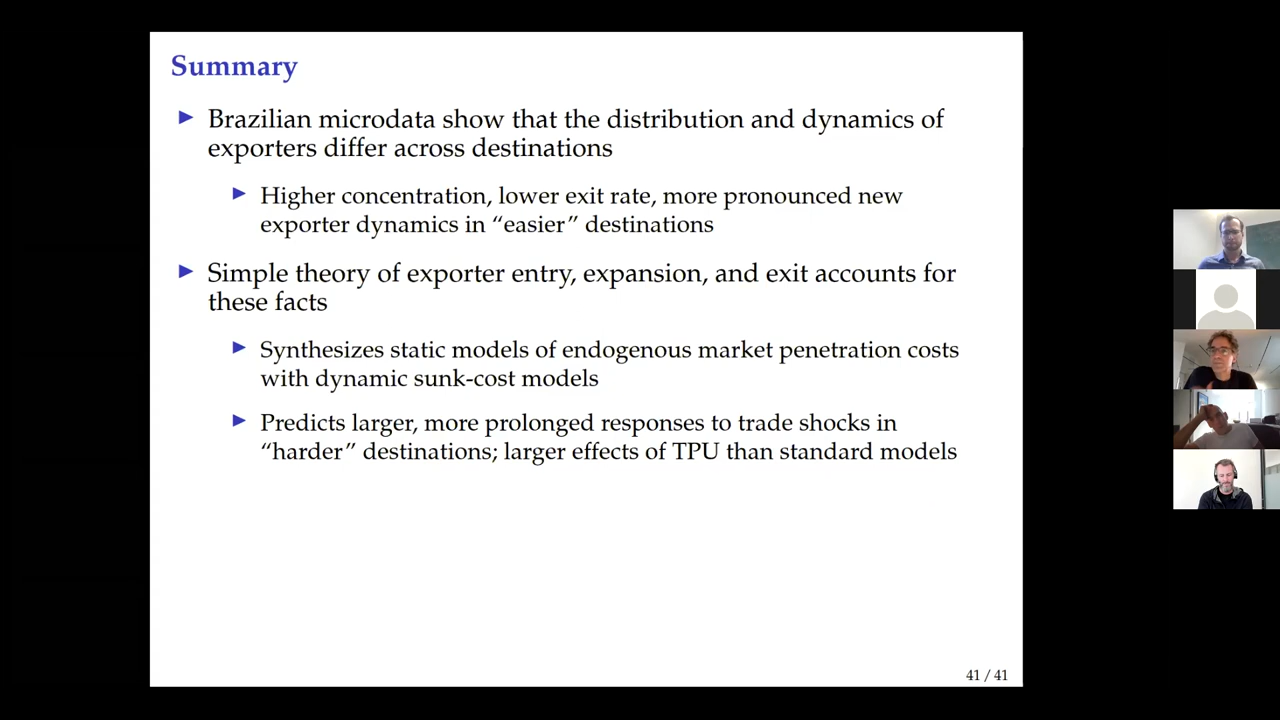 Summary
Brazilian microdata show that the distribution and dynamics of
exporters differ across destinations
Higher concentration, lower exit rate, more pronounced new
exporter dynamics in “easier” destinations
Simple theory of exporter entry, expansion, and exit accounts for
these facts
Synthesizes static models of endogenous market penetration costs
with dynamic sunk-cost models
Predicts larger, more prolonged responses to trade shocks in
“harder” destinations; larger effects of TPU than standard models
41 / 41